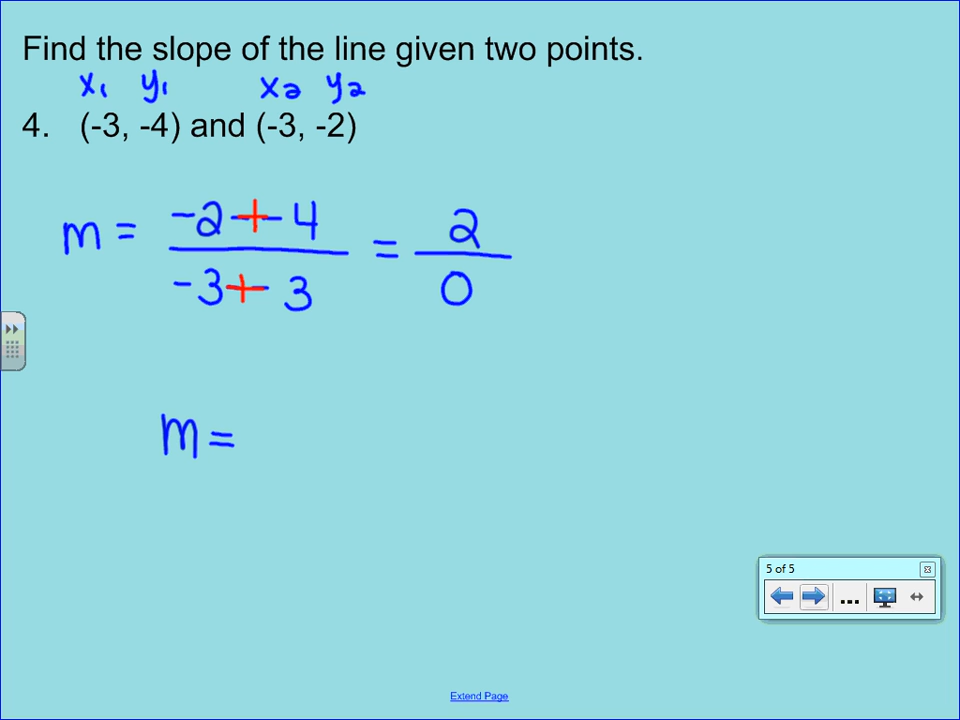 Find the slope of the line given two points.
x₁ y₁ x₂ y₂
4. (-3, -4) and (-3, -2)
m = -2 + 4 / -3 + 3 = 2 / 0
m =
5 of 5
...
Extend Page